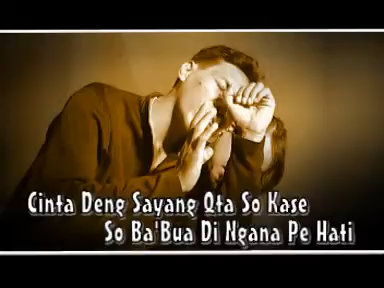 Cinta Deng Sayang Qta So Kase
So Ba'Bua Di Ngana Pe Hati